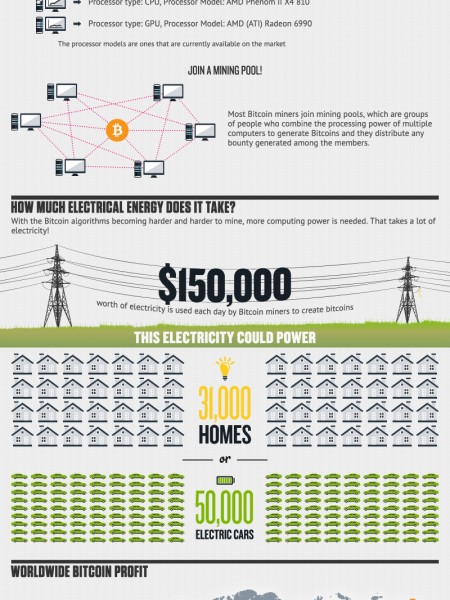 Processor type: CPU, Processor Model: AMD Phenom II X4 810
Processor type: GPU, Processor Model: AMD (ATI) Radeon 6990
The processor models are ones that are currently available on the market
JOIN A MINING POOL!
Most Bitcoin miners join mining pools, which are groups
of people who combine the processing power of multiple
computers to generate Bitcoins and they distribute any
bounty generated among the members.
HOW MUCH ELECTRICAL ENERGY DOES IT TAKE?
With the Bitcoin algorithms becoming harder and harder to mine, more computing power is needed. That takes a lot of
electricity!
$150,000
worth of electricity is used each day by Bitcoin miners to create bitcoins
THIS ELECTRICITY COULD POWER
31,000
HOMES
or
50,000
ELECTRIC CARS
WORLDWIDE BITCOIN PROFIT